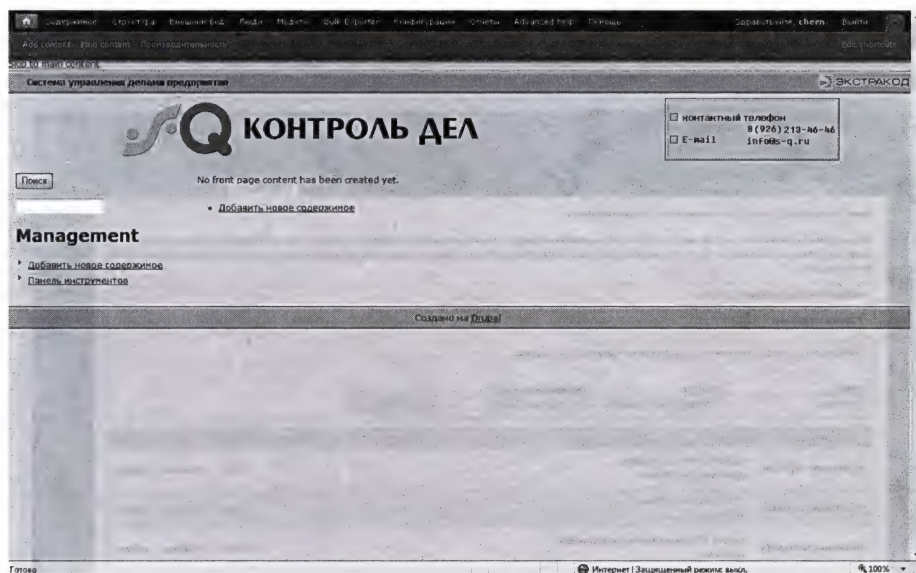 Содержимое Структура Внешний вид Люди Модули Bulk Exporter Конфигурация Отчеты Advanced help Помощь Здравствуйте, chern Выйти
Add content Find content Производительность Edit shortcuts
Skip to main content
Система управления делами предприятия ЭКСТРАКОД
Q КОНТРОЛЬ ДЕЛ
контактный телефон
8(926)213-46-46
E-mail info@s-q.ru
Поиск
No front page content has been created yet.
Добавить новое содержимое
Management
Добавить новое содержимое
Панель инструментов
Создано на Drupal
Готово Интернет | Защищенный режим: выкл. 100%